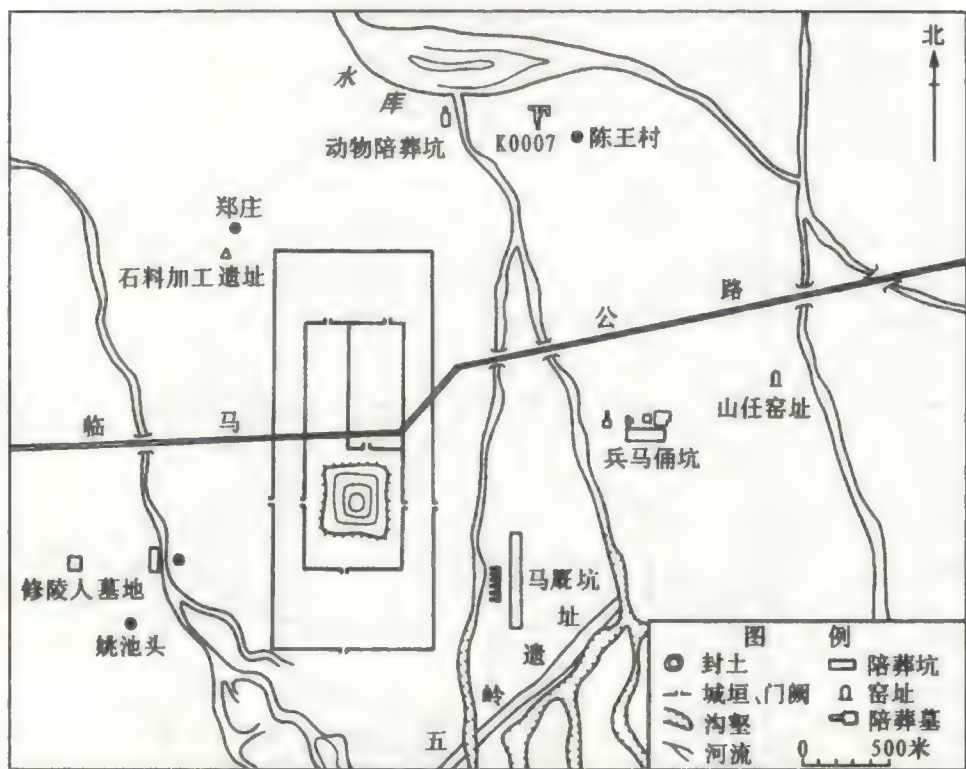 北
水库
动物陪葬坑
K0007
陈王村
郑庄
石料加工遗址
临马公路
山任窑址
兵马俑坑
修陵人墓地
姚池头
马厩坑
五岭遗址
图例
封土
陪葬坑
城垣、门阙
窑址
沟壑
陪葬墓
河流
0 500米